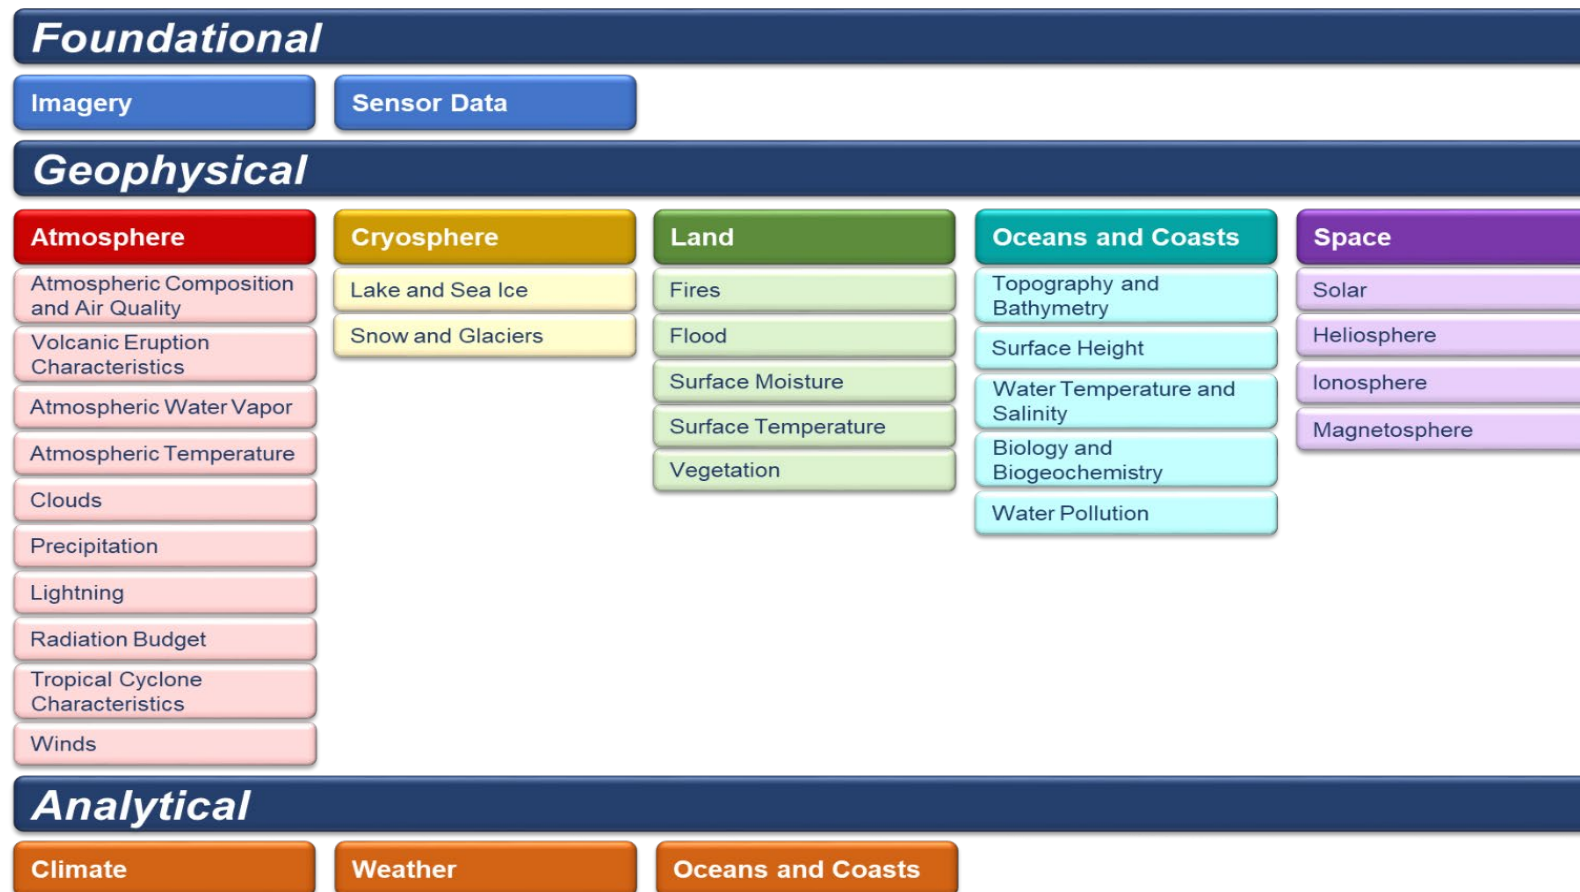 Foundational
Imagery
Sensor Data
Geophysical
Atmosphere
Atmospheric Composition
and Air Quality
Volcanic Eruption
Characteristics
Atmospheric Water Vapor
Atmospheric Temperature
Clouds
Precipitation
Lightning
Radiation Budget
Tropical Cyclone
Characteristics
Winds
Cryosphere
Lake and Sea Ice
Snow and Glaciers
Land
Fires
Flood
Surface Moisture
Surface Temperature
Vegetation
Oceans and Coasts
Topography and
Bathymetry
Surface Height
Water Temperature and
Salinity
Biology and
Biogeochemistry
Water Pollution
Space
Solar
Heliosphere
Ionosphere
Magnetosphere
Analytical
Climate
Weather
Oceans and Coasts